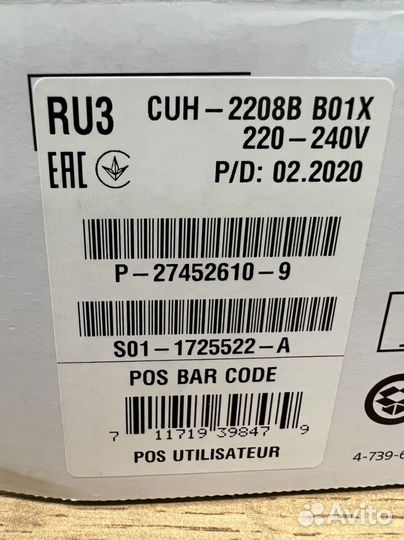 RU3
CUH-2208B B01X
220-240V
EAC
P/D: 02.2020
P-27452610-9
S01-1725522-A
POS BAR CODE
7 11719 39847 9
POS UTILISATEUR
4-739-6
Avito